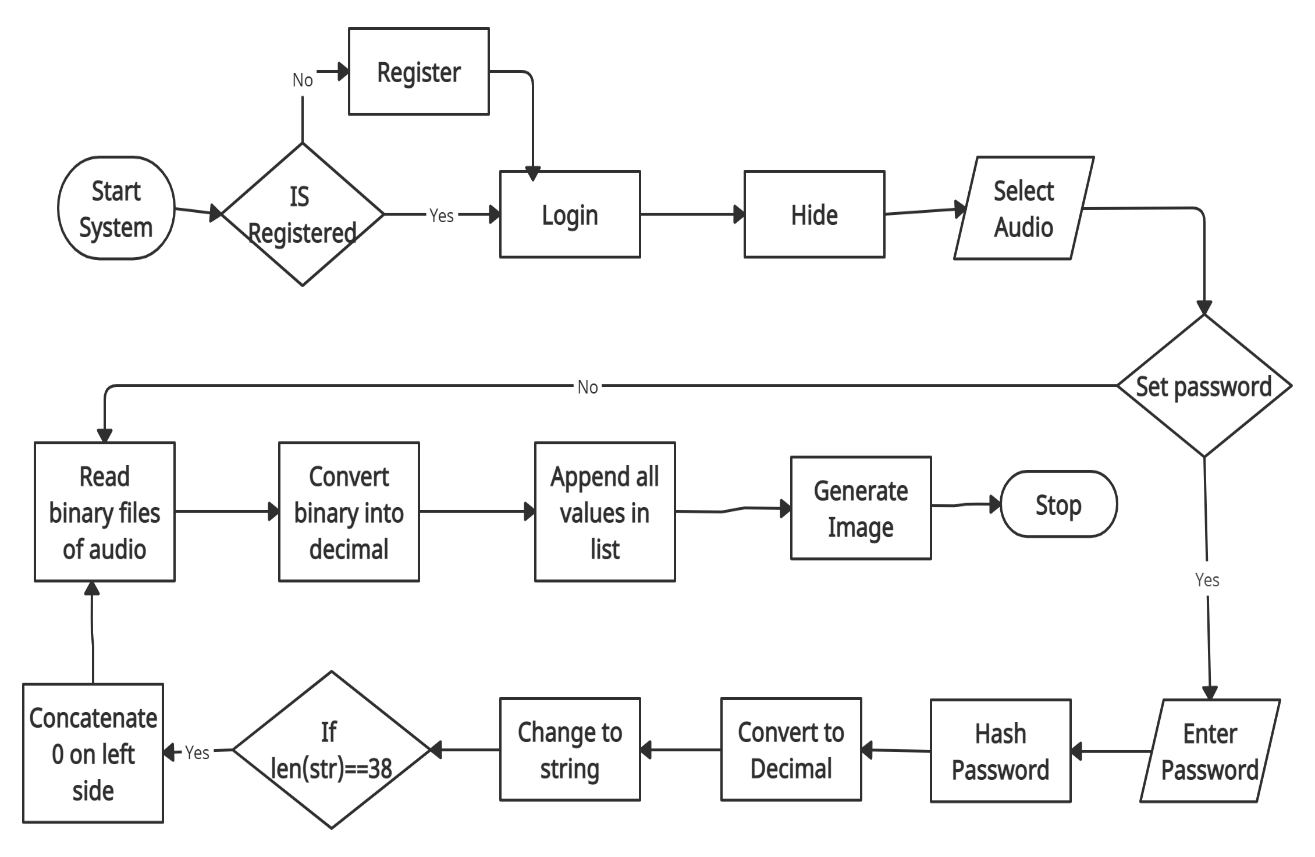 No
Register
Start
System
IS
Registered
Yes
Login
Hide
Select
Audio
No
Set password
Read
binary files
of audio
Convert
binary into
decimal
Append all
values in
list
Generate
Image
Stop
Yes
Concatenate
0 on left
side
Yes
If
len(str)==38
Change to
string
Convert to
Decimal
Hash
Password
Enter
Password